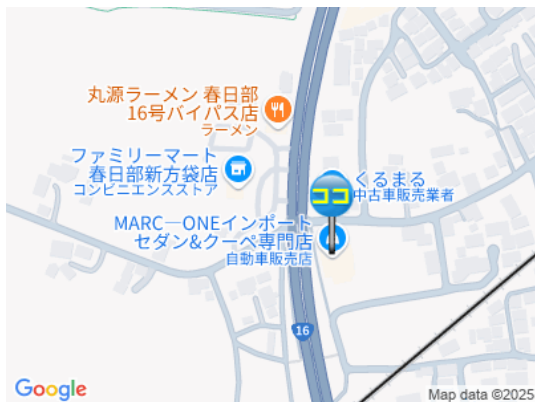 丸源ラーメン 春日部
16号バイパス店
ラーメン
ファミリーマート
春日部新方袋店
コンビニエンスストア
くるまる
中古車販売業者
ココ
MARC―ONEインポート
セダン&クーペ専門店
自動車販売店
16
Google
Map data ©2025